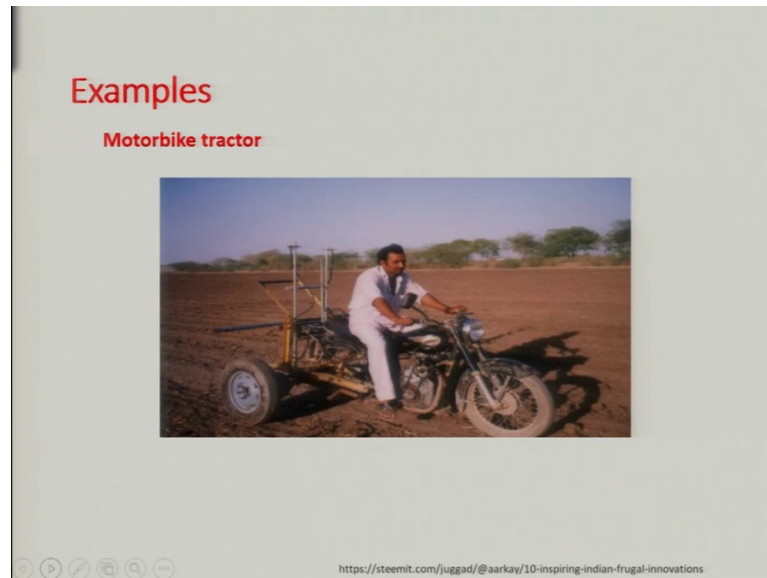 Examples
Motorbike tractor
https://steemit.com/juggad/@aarkay/10-inspiring-indian-frugal-innovations